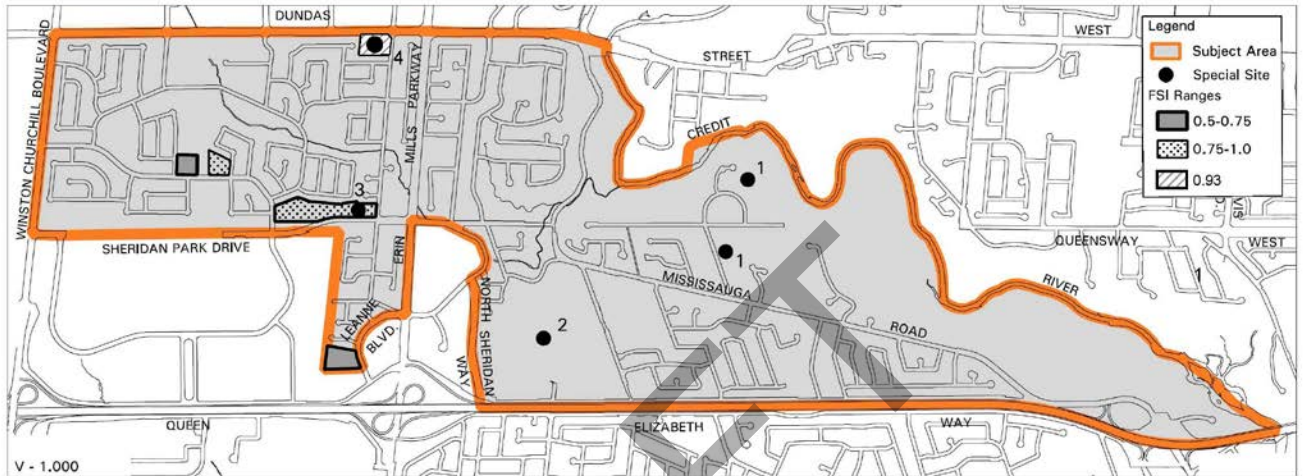 DUNDAS
STREET
WEST
WINSTON CHURCHILL BOULEVARD
MILLS PARKWAY
ERIN
4
3
SHERIDAN PARK DRIVE
LEANNE
BLVD.
NORTH SHERIDAN
WAY
CREDIT
RIVER
1
1
2
MISSISSAUGA
ROAD
QUEENSWAY
WEST
1
QUEEN
ELIZABETH
WAY
Legend
Subject Area
Special Site
FSI Ranges
0.5-0.75
0.75-1.0
0.93
V - 1.000